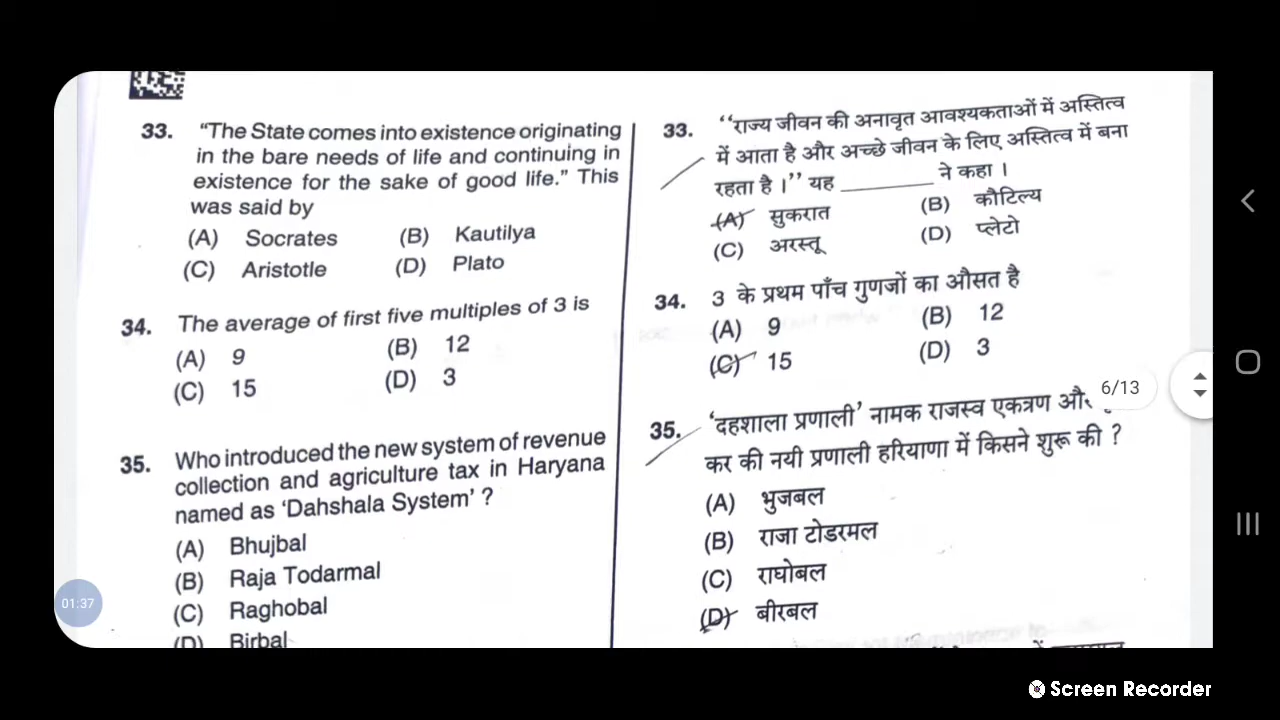 33. "The State comes into existence originating
in the bare needs of life and continuing in
existence for the sake of good life." This
was said by
(A) Socrates (B) Kautilya
(C) Aristotle (D) Plato
34. The average of first five multiples of 3 is
(A) 9 (B) 12
(C) 15 (D) 3
35. Who introduced the new system of revenue
collection and agriculture tax in Haryana
named as 'Dahshala System' ?
(A) Bhujbal
(B) Raja Todarmal
(C) Raghobal
(D) Birbal
33. ''राज्य जीवन की अनावृत आवश्यकताओं में अस्तित्व
में आता है और अच्छे जीवन के लिए अस्तित्व में बना
रहता है ।'' यह ________ ने कहा ।
(A) सुकरात (B) कौटिल्य
(C) अरस्तू (D) प्लेटो
34. 3 के प्रथम पाँच गुणजों का औसत है
(A) 9 (B) 12
(C) 15 (D) 3
35. 'दहशाला प्रणाली' नामक राजस्व एकत्रण और
कर की नयी प्रणाली हरियाणा में किसने शुरू की ?
(A) भुजबल
(B) राजा टोडरमल
(C) राघोबल
(D) बीरबल
6/13
01:37
Screen Recorder